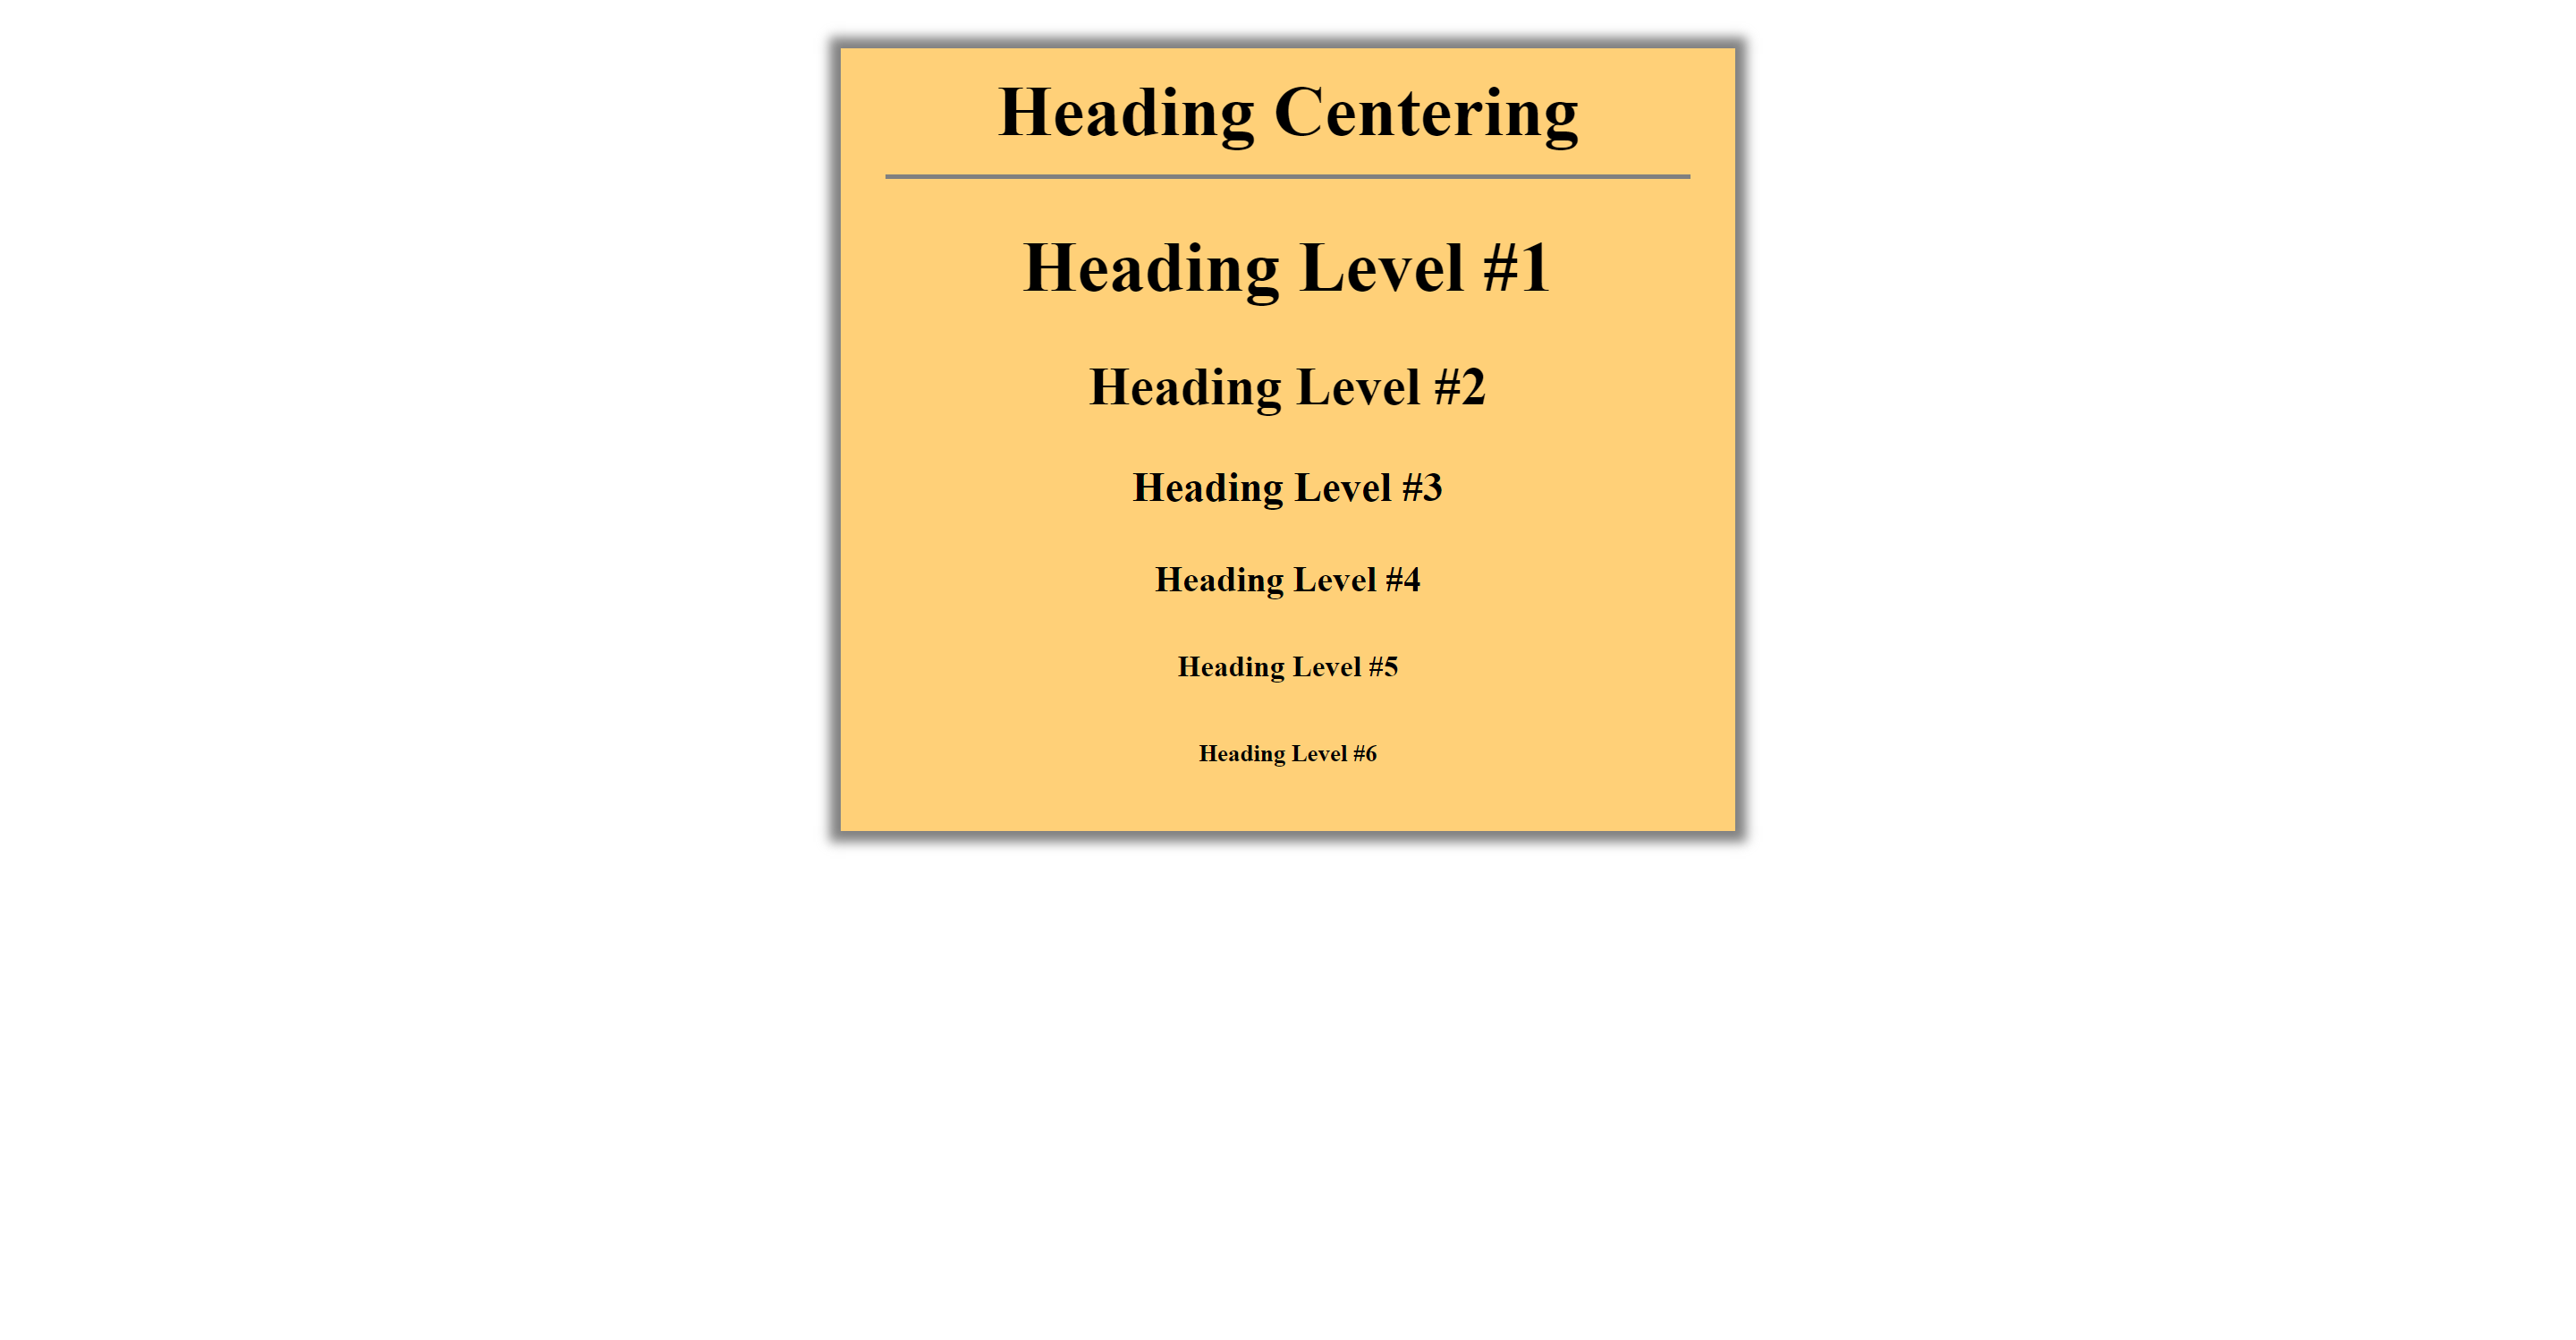 Heading Centering
Heading Level #1
Heading Level #2
Heading Level #3
Heading Level #4
Heading Level #5
Heading Level #6